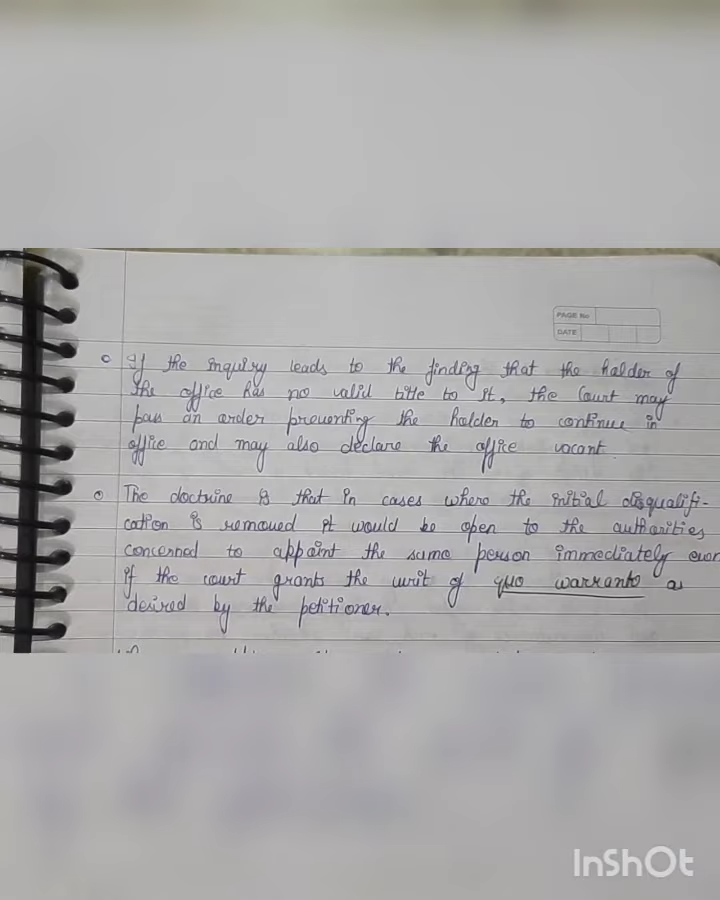 PAGE No
DATE
If the inquiry leads to the finding that the holder of
the office has no valid title to it, the Court may
pass an order preventing the holder to continue in
office and may also declare the office vacant.
The doctrine is that in cases where the initial disqualifi-
cation is removed it would be open to the authorities
concerned to appoint the same person immediately even
if the court grants the writ of quo warranto as
desired by the petitioner.
InShOt